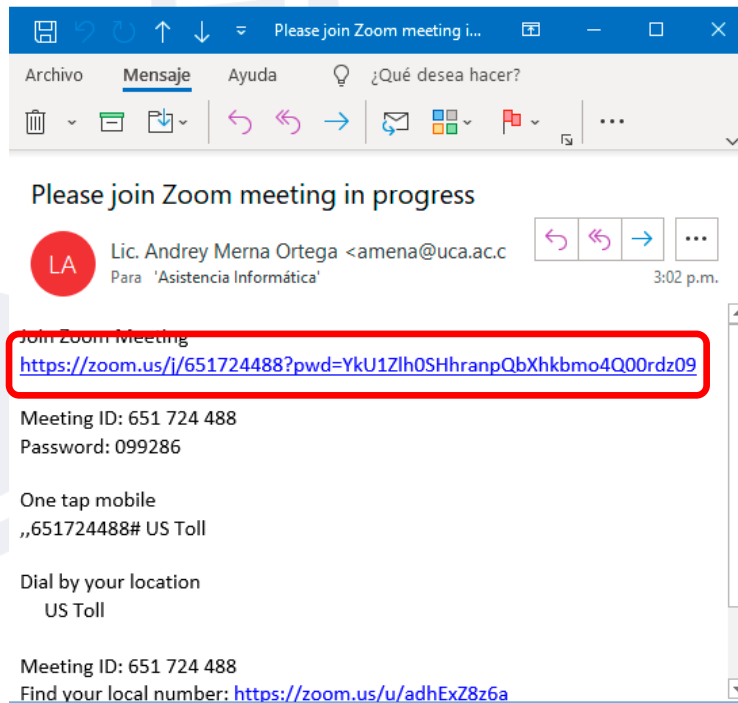 Please join Zoom meeting i...
Archivo Mensaje Ayuda ¿Qué desea hacer?
Please join Zoom meeting in progress
LA
Lic. Andrey Merna Ortega <amena@uca.ac.c
Para 'Asistencia Informática'
3:02 p.m.
Join Zoom Meeting
https://zoom.us/j/651724488?pwd=YkU1Zlh0SHhranpQbXhkbmo4Q00rdz09
Meeting ID: 651 724 488
Password: 099286
One tap mobile
,,651724488# US Toll
Dial by your location
US Toll
Meeting ID: 651 724 488
Find your local number: https://zoom.us/u/adhExZ8z6a